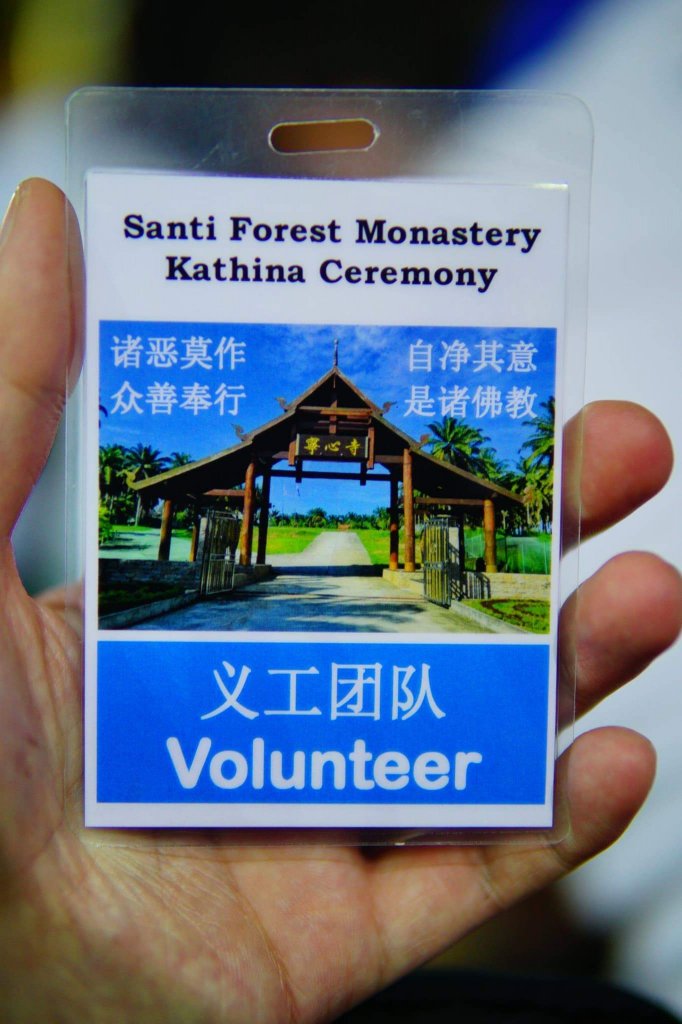 Santi Forest Monastery
Kathina Ceremony
诸恶莫作
众善奉行
自净其意
是诸佛教
寧心寺
义工团队
Volunteer